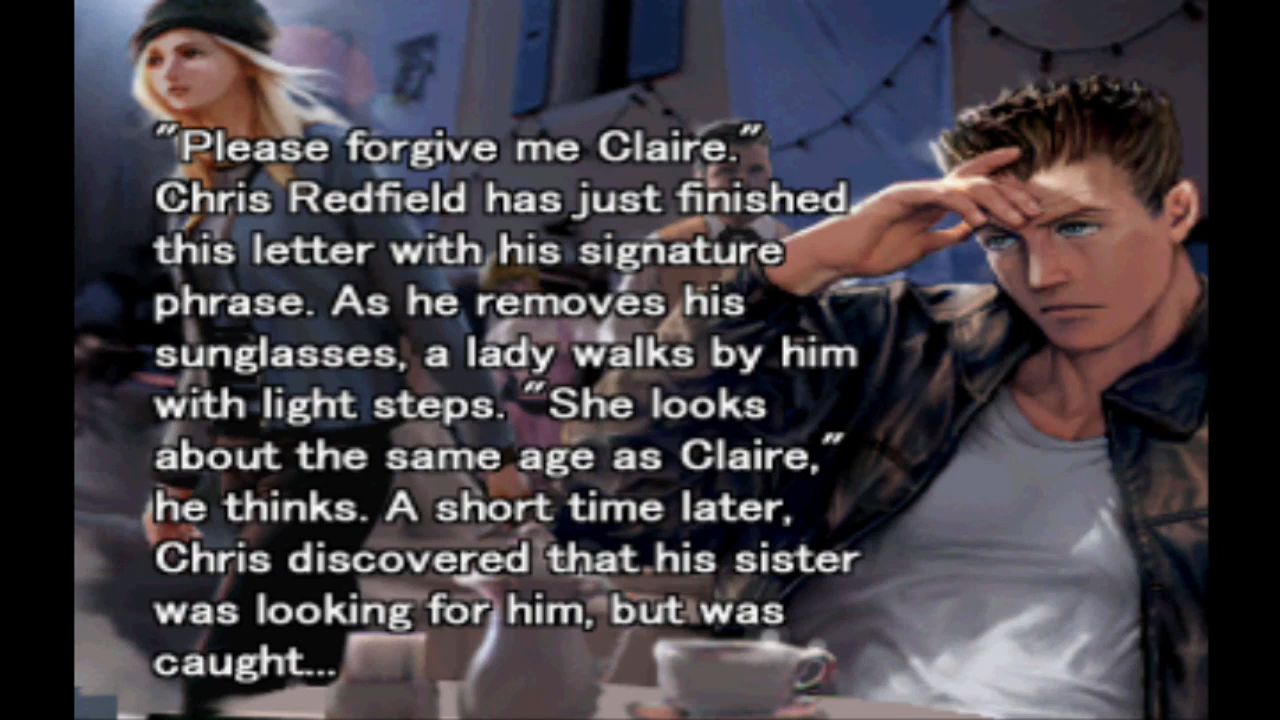 "Please forgive me Claire."
Chris Redfield has just finished
this letter with his signature
phrase. As he removes his
sunglasses, a lady walks by him
with light steps. "She looks
about the same age as Claire,"
he thinks. A short time later,
Chris discovered that his sister
was looking for him, but was
caught...